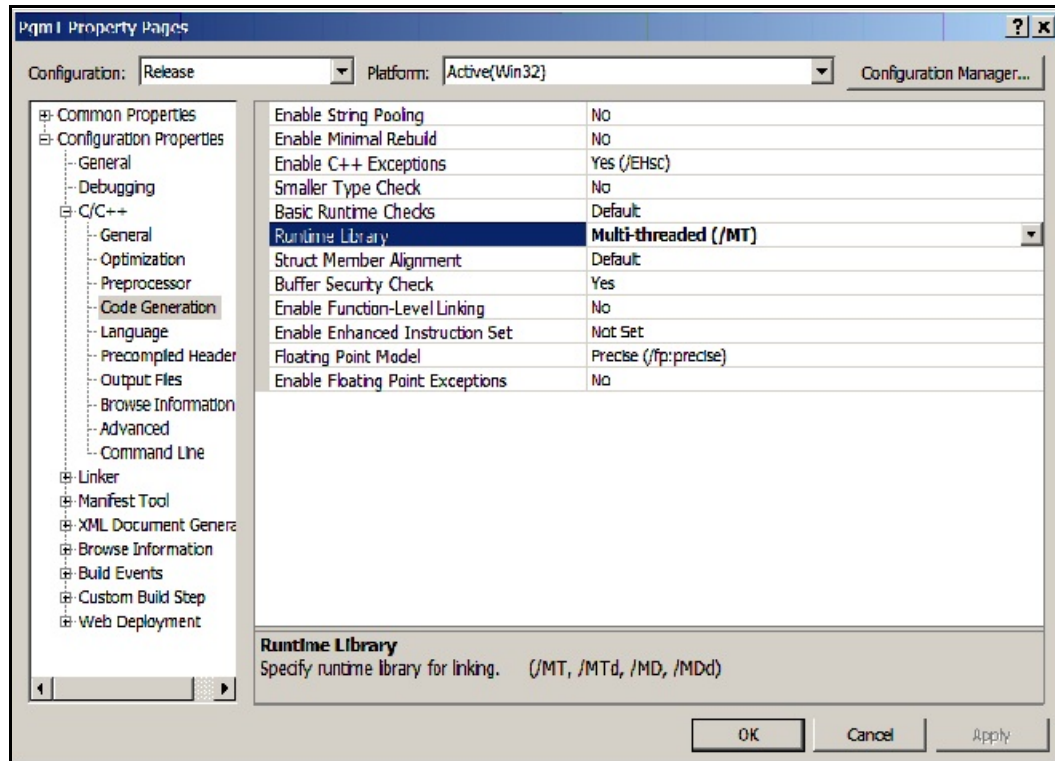 Pgm1 Property Pages
Configuration: Release Platform: Active(Win32) Configuration Manager...
Common Properties
Configuration Properties
General
Debugging
C/C++
General
Optimization
Preprocessor
Code Generation
Language
Precompiled Header
Output Files
Browse Information
Advanced
Command Line
Linker
Manifest Tool
XML Document Genera
Browse Information
Build Events
Custom Build Step
Web Deployment
Enable String Pooling No
Enable Minimal Rebuild No
Enable C++ Exceptions Yes (/EHsc)
Smaller Type Check No
Basic Runtime Checks Default
Runtime Library Multi-threaded (/MT)
Struct Member Alignment Default
Buffer Security Check Yes
Enable Function-Level Linking No
Enable Enhanced Instruction Set Not Set
Floating Point Model Precise (/fp:precise)
Enable Floating Point Exceptions No
Runtime Library
Specify runtime library for linking. (/MT, /MTd, /MD, /MDd)
OK Cancel Apply